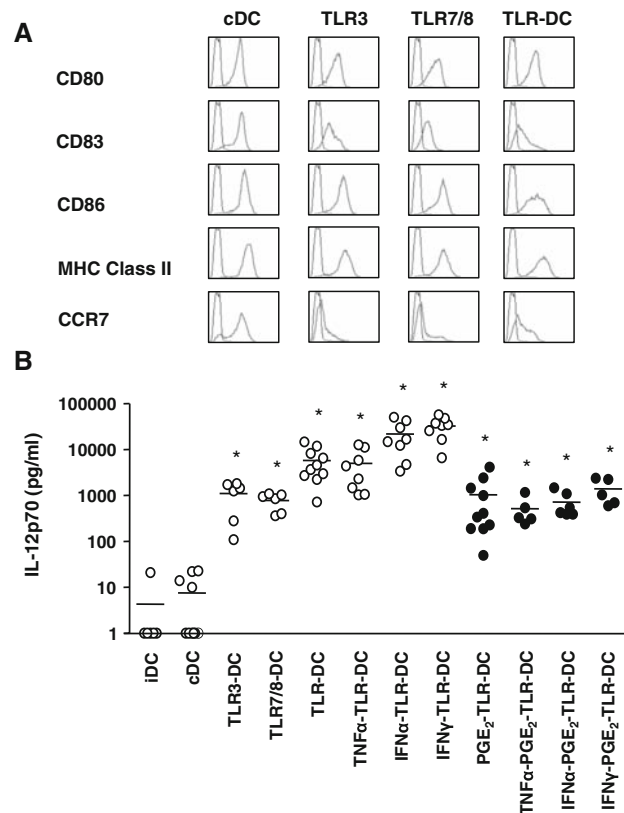 A
cDC TLR3 TLR7/8 TLR-DC
CD80
CD83
CD86
MHC Class II
CCR7
B
IL-12p70 (pg/ml)
100000
10000
1000
100
10
1
* * * * * * * * * *
iDC
cDC
TLR3-DC
TLR7/8-DC
TLR-DC
TNFα-TLR-DC
IFNα-TLR-DC
IFNγ-TLR-DC
PGE₂-TLR-DC
TNFα-PGE₂-TLR-DC
IFNα-PGE₂-TLR-DC
IFNγ-PGE₂-TLR-DC